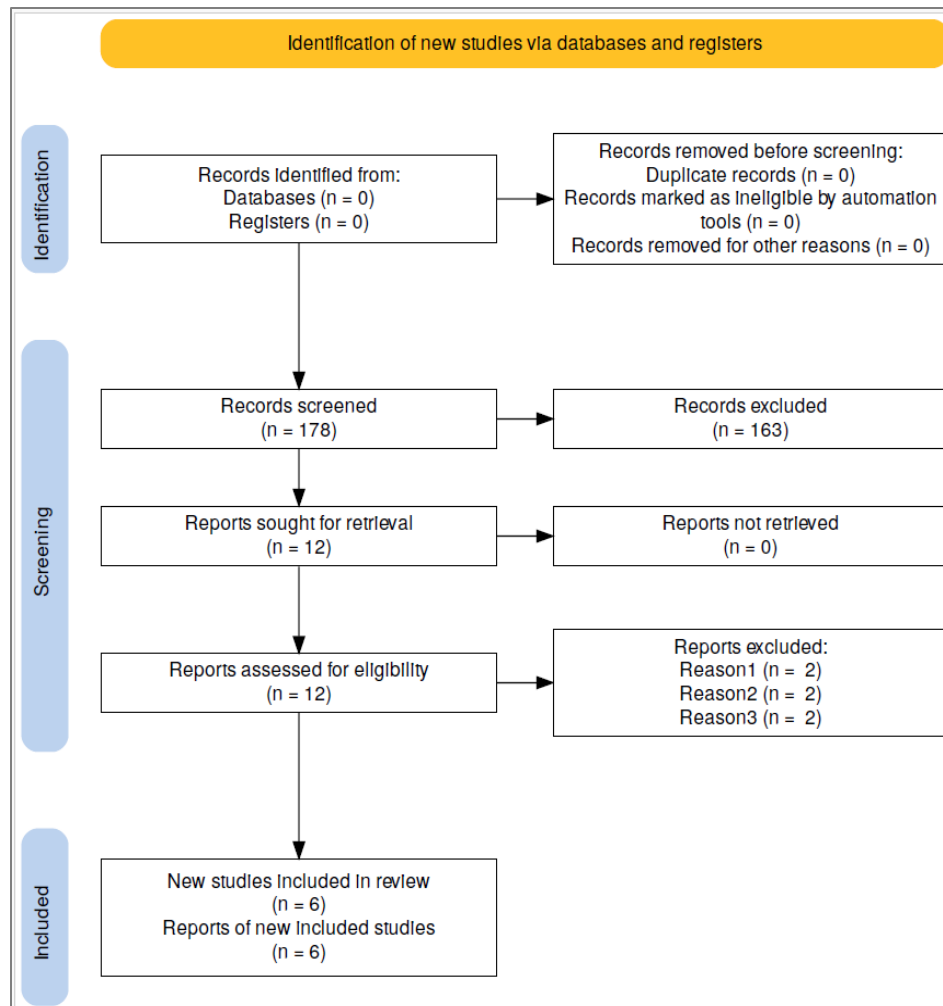 Identification of new studies via databases and registers
Identification
Records identified from:
Databases (n = 0)
Registers (n = 0)
Records removed before screening:
Duplicate records (n = 0)
Records marked as ineligible by automation
tools (n = 0)
Records removed for other reasons (n = 0)
Screening
Records screened
(n = 178)
Records excluded
(n = 163)
Reports sought for retrieval
(n = 12)
Reports not retrieved
(n = 0)
Reports assessed for eligibility
(n = 12)
Reports excluded:
Reason1 (n = 2)
Reason2 (n = 2)
Reason3 (n = 2)
Included
New studies included in review
(n = 6)
Reports of new included studies
(n = 6)